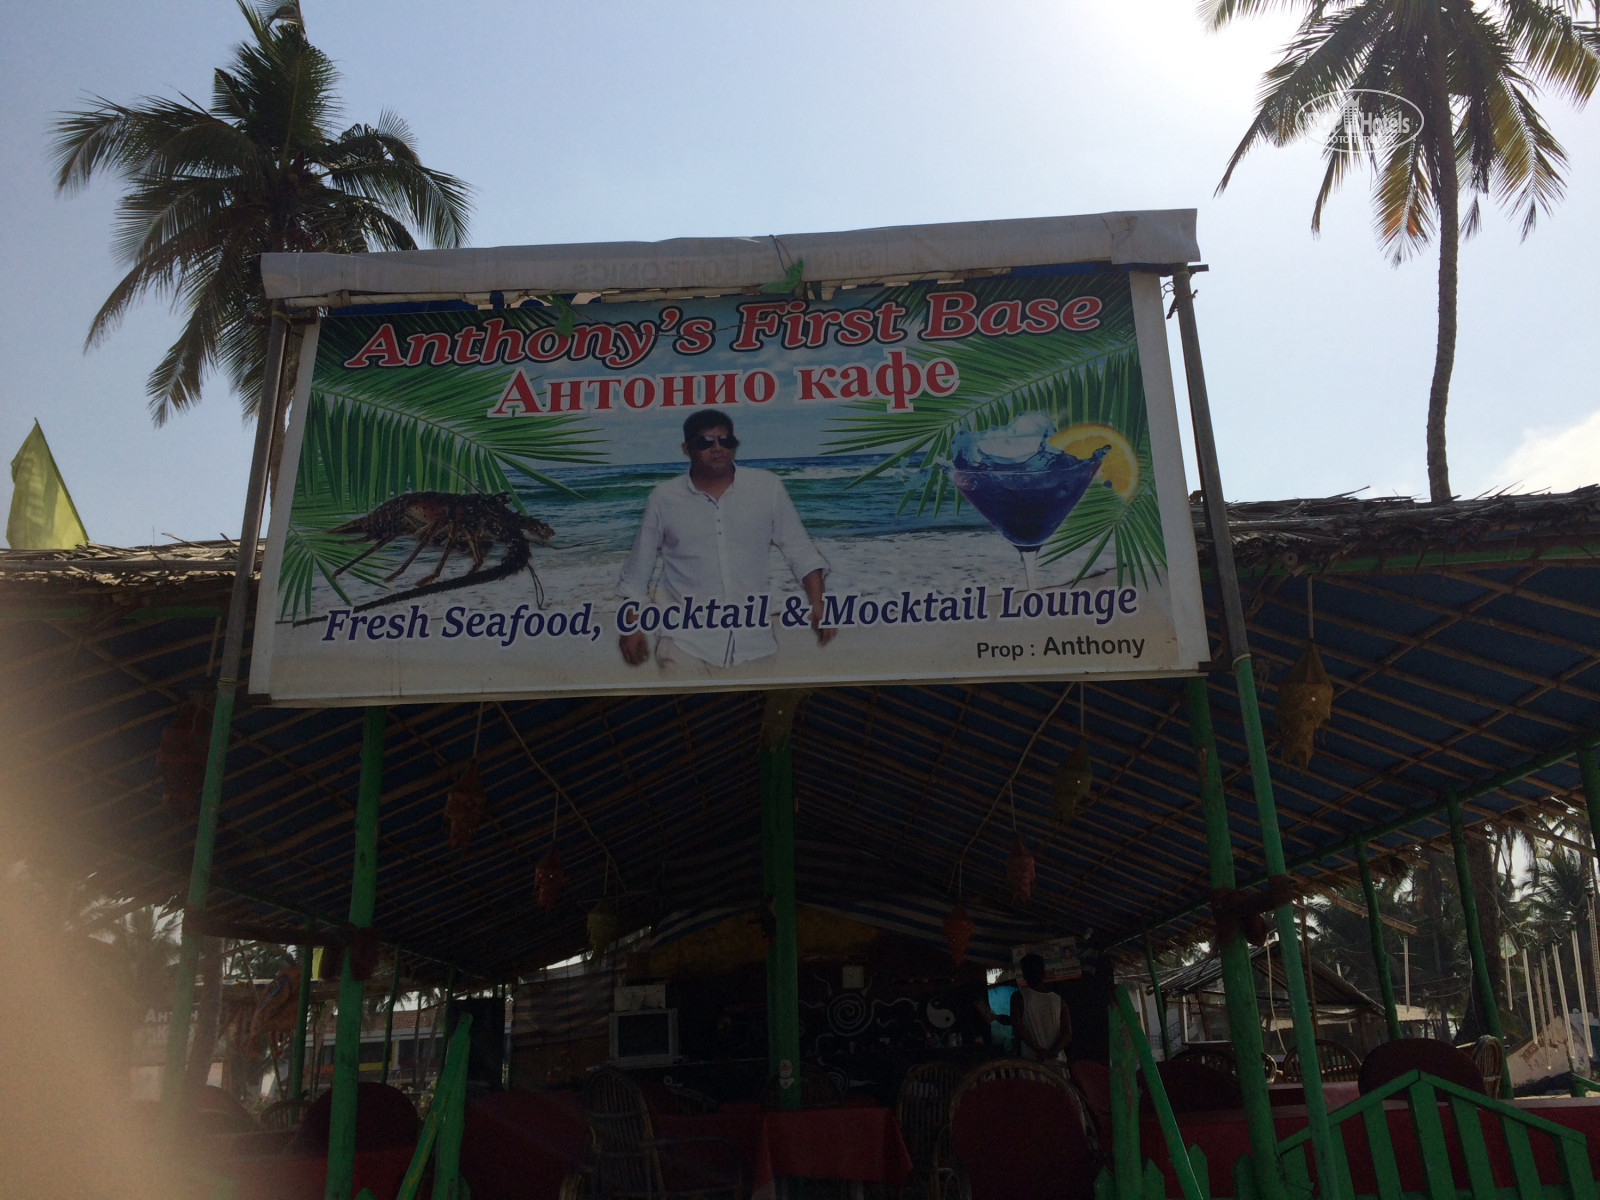 Anthony's First Base
Антонио кафе
Fresh Seafood, Cocktail & Mocktail Lounge
Prop : Anthony